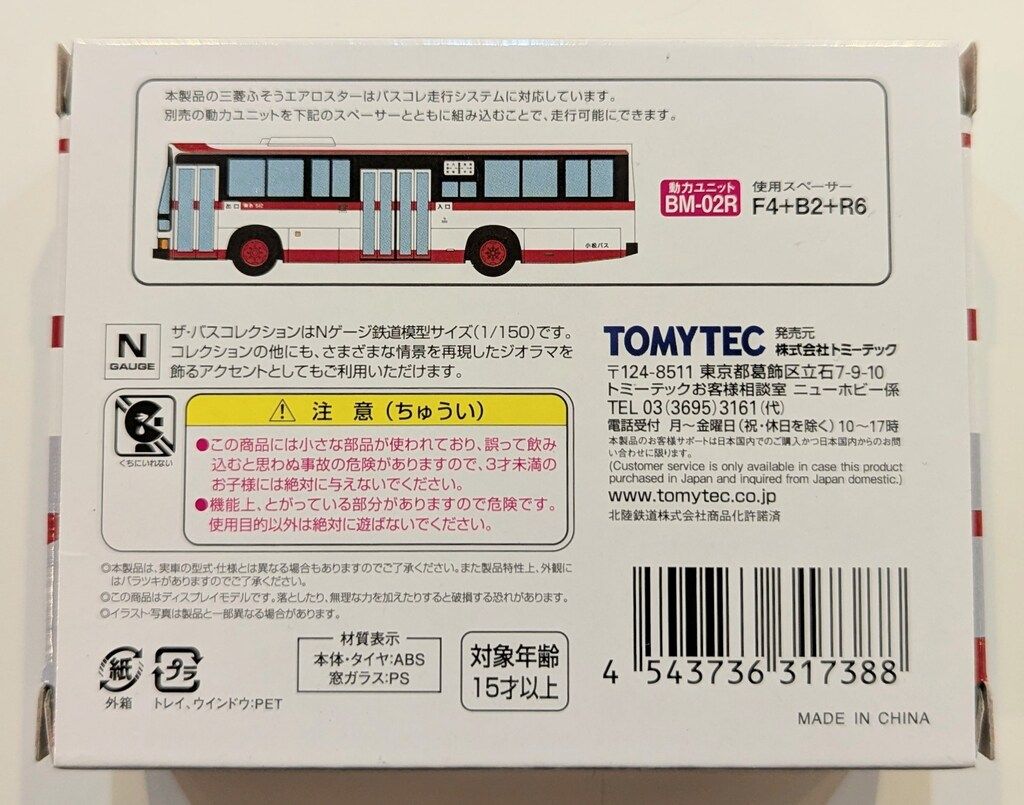 本製品の三菱ふそうエアロスターはバスコレ走行システムに対応しています。
別売の動力ユニットを下記のスペーサーとともに組み込むことで、走行可能にできます。
出口
入口
小松バス
動力ユニット
BM-02R
使用スペーサー
F4+B2+R6
N
GAUGE
ザ・バスコレクションはNゲージ鉄道模型サイズ(1/150)です。
コレクションの他にも、さまざまな情景を再現したジオラマを
飾るアクセントとしてもご利用いただけます。
くちにいれない
注 意(ちゅうい)
●この商品には小さな部品が使われており、誤って飲み
込むと思わぬ事故の危険がありますので、3才未満の
お子様には絶対に与えないでください。
●機能上、とがっている部分がありますので危険です。
使用目的以外は絶対に遊ばないでください。
◎本製品は、実車の型式・仕様とは異なる場合もありますのでご了承ください。また製品特性上、外観に
はバラツキがありますのでご了承ください。
◎この商品はディスプレイモデルです。落としたり、無理な力を加えたりすると破損する恐れがあります。
◎イラスト・写真は製品と一部異なる場合があります。
紙
外箱
プラ
トレイ、ウインドウ:PET
材質表示
本体・タイヤ:ABS
窓ガラス:PS
対象年齢
15才以上
TOMYTEC
発売元
株式会社トミーテック
〒124-8511 東京都葛飾区立石7-9-10
トミーテックお客様相談室 ニューホビー係
TEL 03(3695)3161(代)
電話受付 月〜金曜日(祝・休日を除く)10〜17時
本製品のお客様サポートは日本国内でのご購入かつ日本国内からのお問
い合わせに限ります。
(Customer service is only available in case this product
purchased in Japan and inquired from Japan domestic.)
www.tomytec.co.jp
北陸鉄道株式会社商品化許諾済
4 543736 317388
MADE IN CHINA